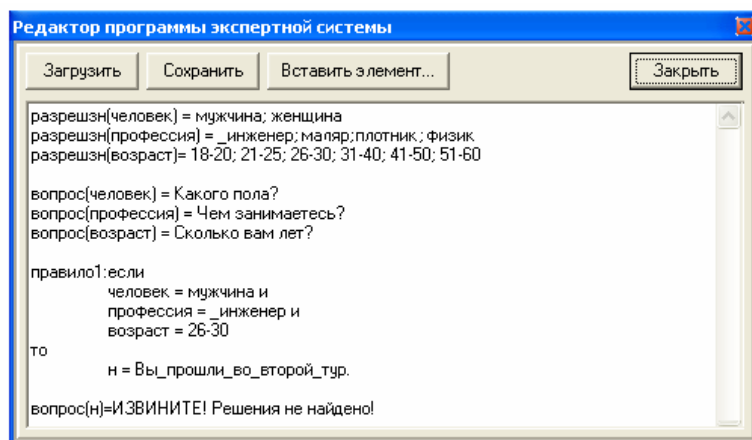 Редактор программы экспертной системы
Загрузить Сохранить Вставить элемент... Закрыть
разрешзн(человек) = мужчина; женщина
разрешзн(профессия) = _инженер; маляр;плотник; физик
разрешзн(возраст)= 18-20; 21-25; 26-30; 31-40; 41-50; 51-60
вопрос(человек) = Какого пола?
вопрос(профессия) = Чем занимаетесь?
вопрос(возраст) = Сколько вам лет?
правило1:если
человек = мужчина и
профессия = _инженер и
возраст = 26-30
то
н = Вы_прошли_во_второй_тур.
вопрос(н)=ИЗВИНИТЕ! Решения не найдено!